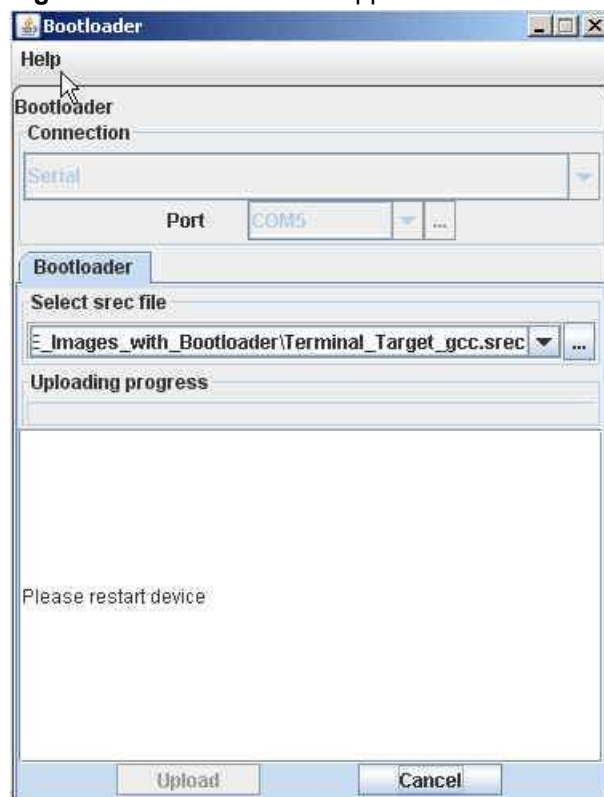 Bootloader
Help
Bootloader
Connection
Serial
Port COM5 ...
Bootloader
Select srec file
E_Images_with_Bootloader\Terminal_Target_gcc.srec ...
Uploading progress
Please restart device
Upload Cancel